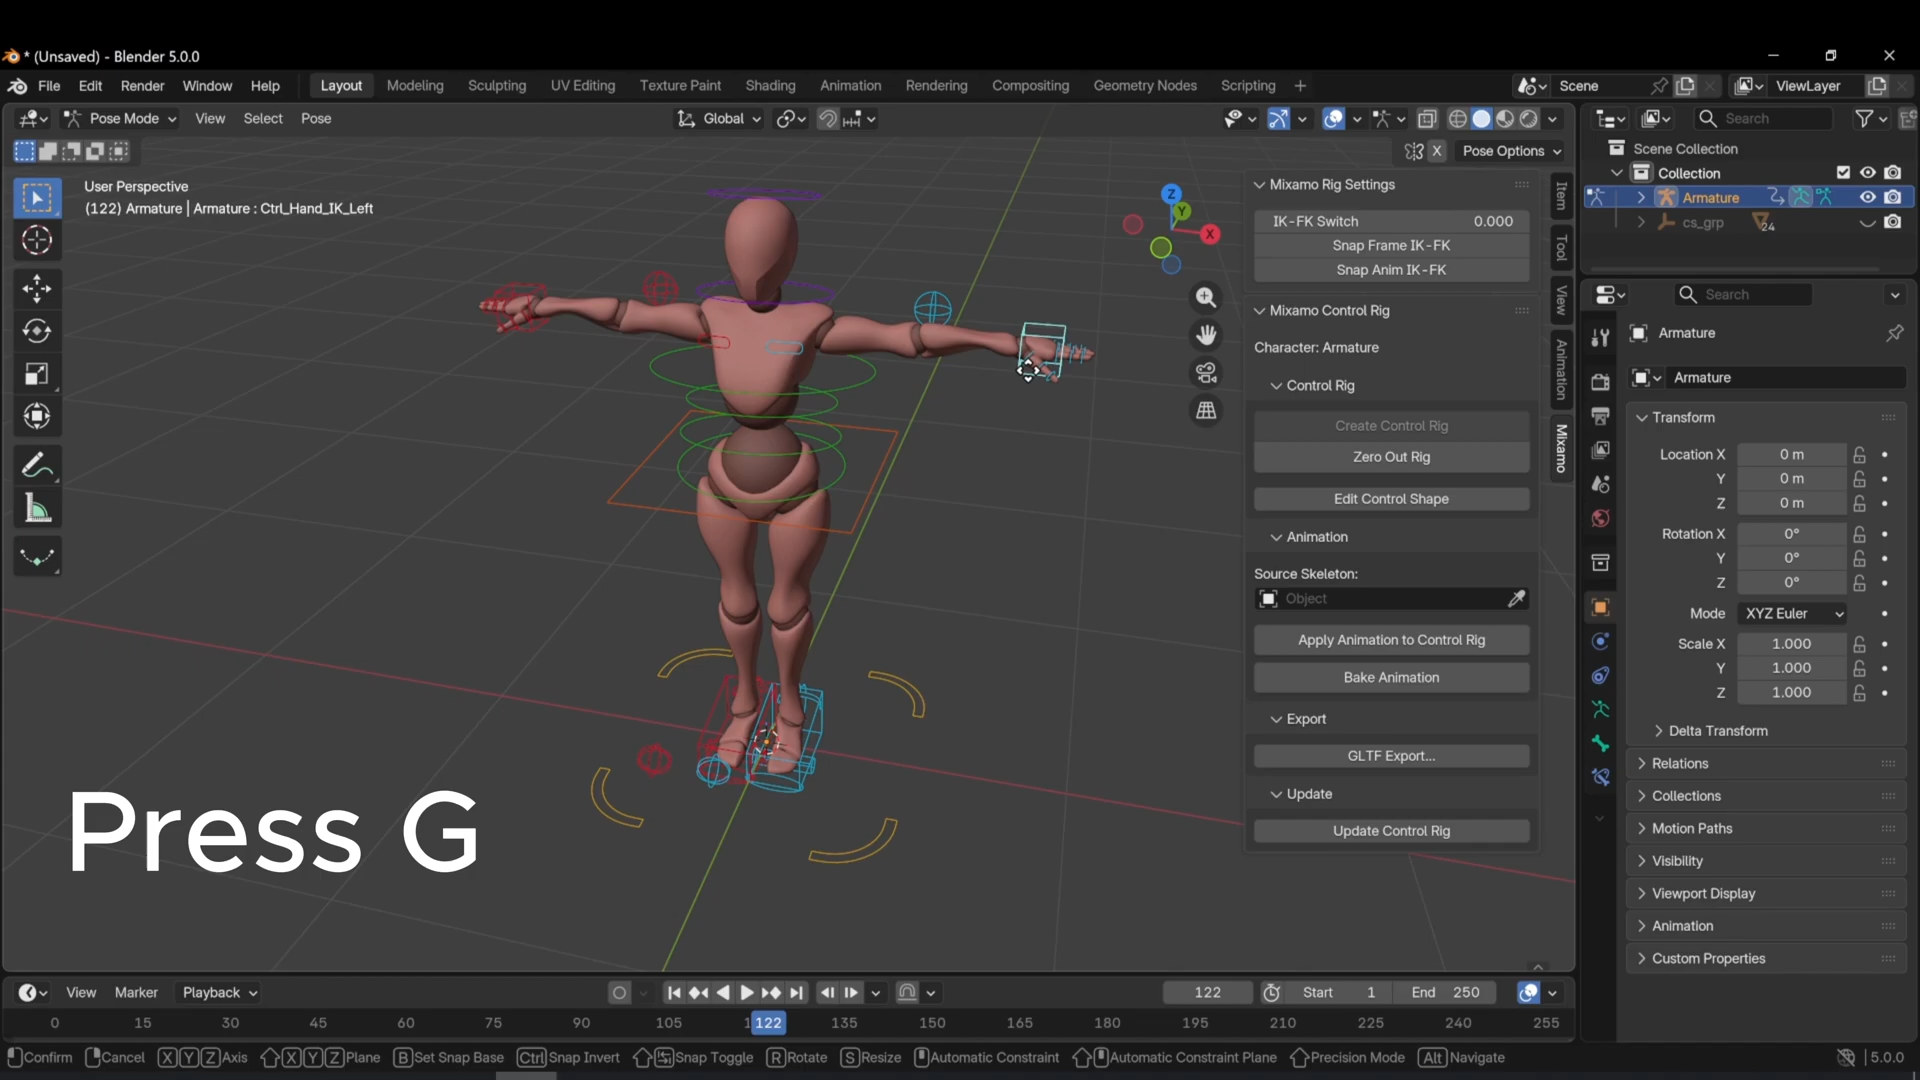 * (Unsaved) - Blender 5.0.0
File Edit Render Window Help Layout Modeling Sculpting UV Editing Texture Paint Shading Animation Rendering Compositing Geometry Nodes Scripting + Scene ViewLayer
Pose Mode View Select Pose Global Search
X Pose Options
Scene Collection
Collection
Armature
cs_grp 24
User Perspective
(122) Armature | Armature : Ctrl_Hand_IK_Left
Z
Y
X
Mixamo Rig Settings
IK-FK Switch 0.000
Snap Frame IK-FK
Snap Anim IK-FK
Mixamo Control Rig
Character: Armature
Control Rig
Create Control Rig
Zero Out Rig
Edit Control Shape
Animation
Source Skeleton:
Object
Apply Animation to Control Rig
Bake Animation
Export
GLTF Export...
Update
Update Control Rig
Item
Tool
View
Animation
Mixamo
Search
Armature
Armature
Transform
Location X 0 m
Y 0 m
Z 0 m
Rotation X 0°
Y 0°
Z 0°
Mode XYZ Euler
Scale X 1.000
Y 1.000
Z 1.000
Delta Transform
Relations
Collections
Motion Paths
Visibility
Viewport Display
Animation
Custom Properties
Press G
View Marker Playback 122 Start 1 End 250
0 15 30 45 60 75 90 105 1 122 135 150 165 180 195 210 225 240 255
Confirm Cancel X Y Z Axis X Y Z Plane B Set Snap Base Ctrl Snap Invert Snap Toggle R Rotate S Resize Automatic Constraint Automatic Constraint Plane Precision Mode Alt Navigate 5.0.0